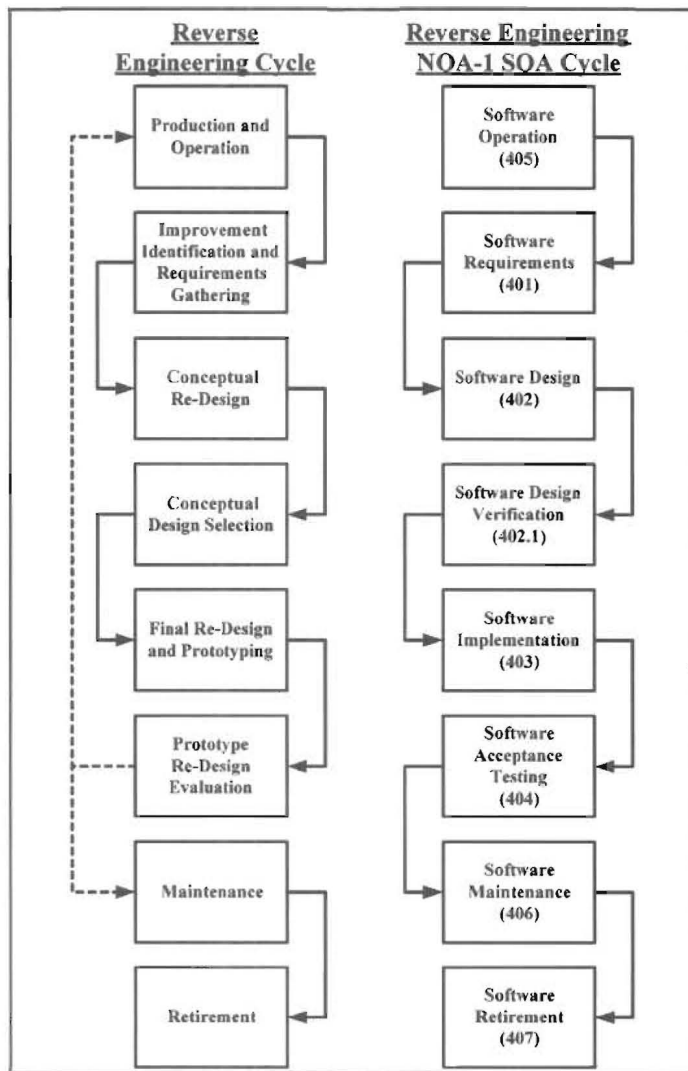 Reverse
Engineering Cycle
Production and
Operation
Improvement
Identification and
Requirements
Gathering
Conceptual
Re-Design
Conceptual
Design Selection
Final Re-Design
and Prototyping
Prototype
Re-Design
Evaluation
Maintenance
Retirement
Reverse Engineering
NQA-1 SQA Cycle
Software
Operation
(405)
Software
Requirements
(401)
Software Design
(402)
Software Design
Verification
(402.1)
Software
Implementation
(403)
Software
Acceptance
Testing
(404)
Software
Maintenance
(406)
Software
Retirement
(407)